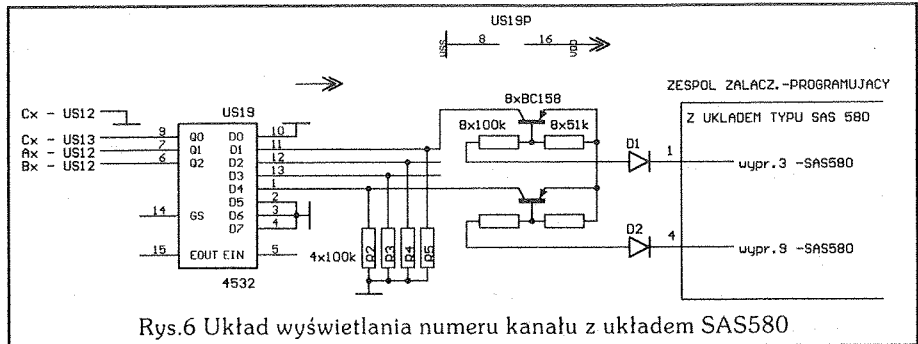 US19P
USS 8 16 VDD
ZESPOL ZALACZ.-PROGRAMUJACY
Z UKLADEM TYPU SAS 580
Cx - US12
Cx - US13
Ax - US12
Bx - US12
US19
9 Q0 D0 10
7 Q1 D1 11
6 Q2 D2 12
D3 13
D4 1
D5 2
14 GS D6 3
D7 4
15 EOUT EIN 5
4532
4x100k
R2 R3 R4 R5
8xBC158
8x100k 8x51k
D1
1
wypr.3 -SAS580
D2
4
wypr.9 -SAS580
Rys.6 Układ wyświetlania numeru kanału z układem SAS580